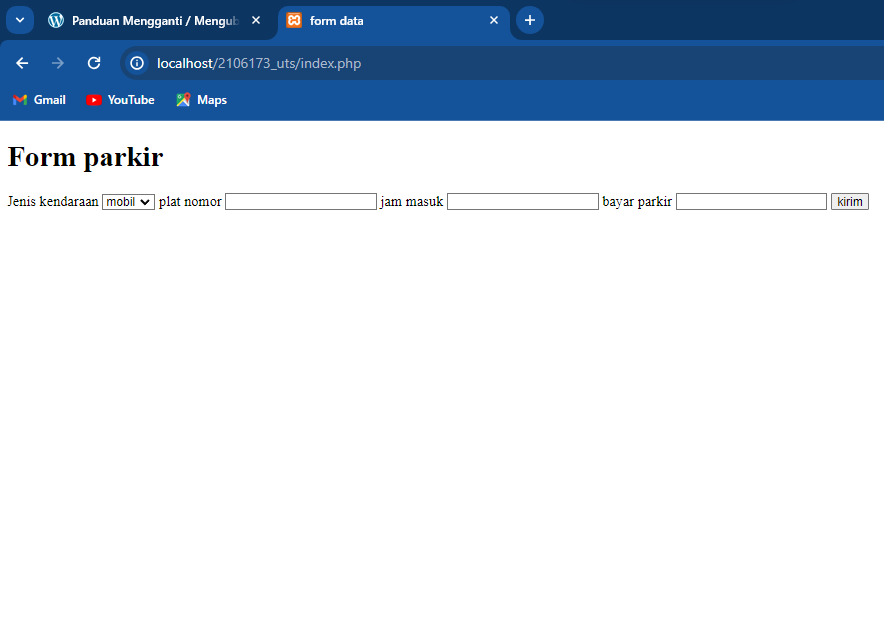 Panduan Mengganti / Mengub
form data
localhost/2106173_uts/index.php
Gmail YouTube Maps
Form parkir
Jenis kendaraan mobil plat nomor jam masuk bayar parkir kirim